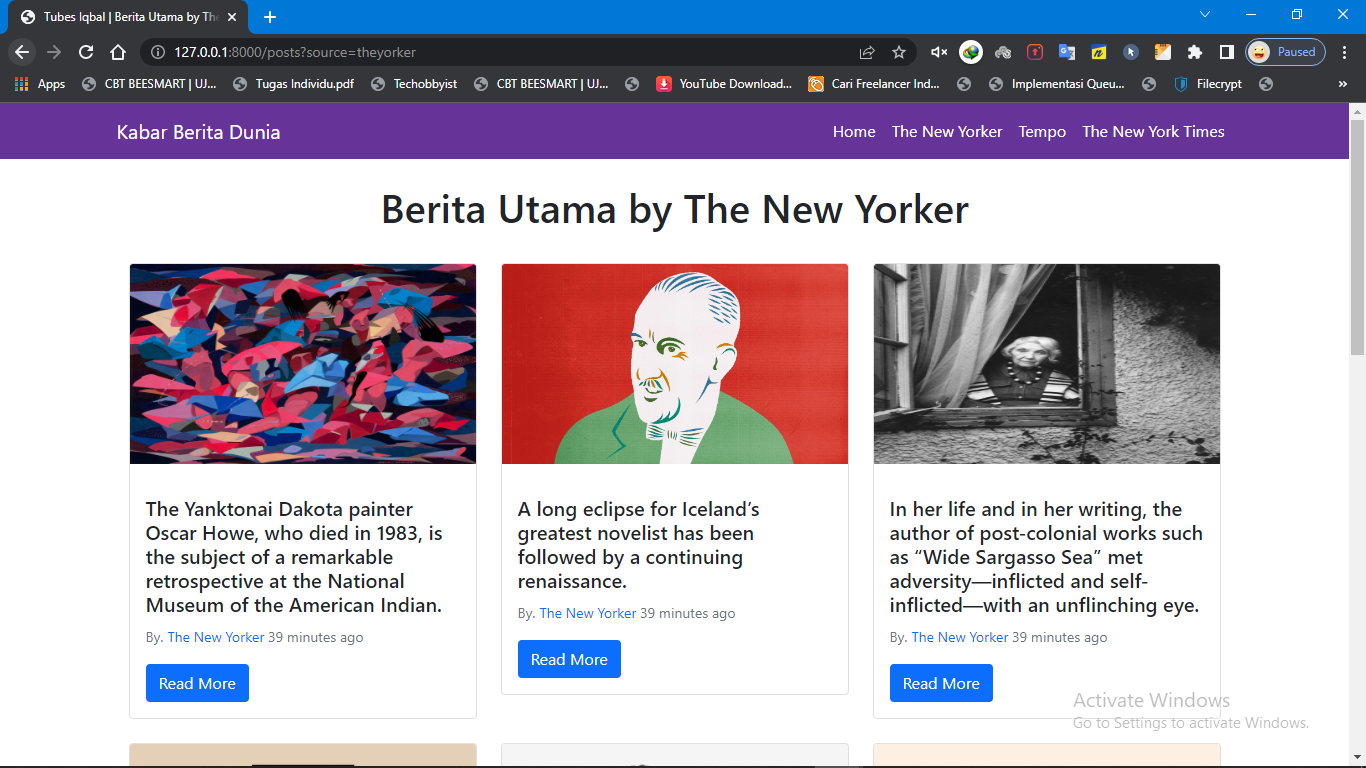 Tubes Iqbal | Berita Utama by The
127.0.0.1:8000/posts?source=theyorker
Paused
Apps
CBT BEESMART | UJ...
Tugas Individu.pdf
Techobbyist
CBT BEESMART | UJ...
YouTube Download...
Cari Freelancer Ind...
Implementasi Queu...
Filecrypt
»
Kabar Berita Dunia
Home
The New Yorker
Tempo
The New York Times
Berita Utama by The New Yorker
The Yanktonai Dakota painter
Oscar Howe, who died in 1983, is
the subject of a remarkable
retrospective at the National
Museum of the American Indian.
By. The New Yorker 39 minutes ago
Read More
A long eclipse for Iceland’s
greatest novelist has been
followed by a continuing
renaissance.
By. The New Yorker 39 minutes ago
Read More
In her life and in her writing, the
author of post-colonial works such
as “Wide Sargasso Sea” met
adversity—inflicted and self-
inflicted—with an unflinching eye.
By. The New Yorker 39 minutes ago
Read More
Activate Windows
Go to Settings to activate Windows.